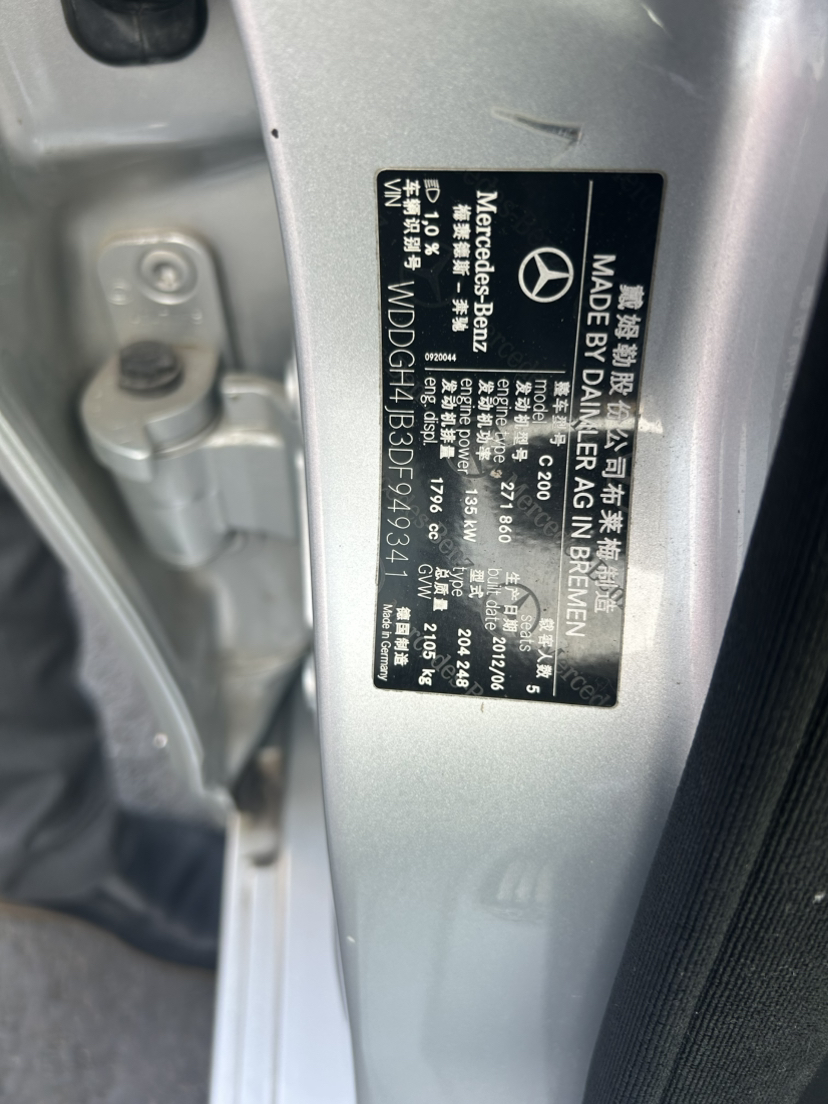 戴姆勒股份公司布莱梅制造
MADE BY DAIMLER AG IN BREMEN
Mercedes-Benz
梅赛德斯 - 奔驰
1,0 %
0920044
整车型号
model C 200
载客人数
seats 5
发动机型号
engine type 271 860
生产日期
built date 2012/06
发动机功率
engine power 135 kW
型式
type 204 248
发动机排量
eng. displ. 1796 cc
总质量
GVW 2105 kg
车辆识别号
VIN WDDGH4JB3DF949341
德国制造
Made in Germany